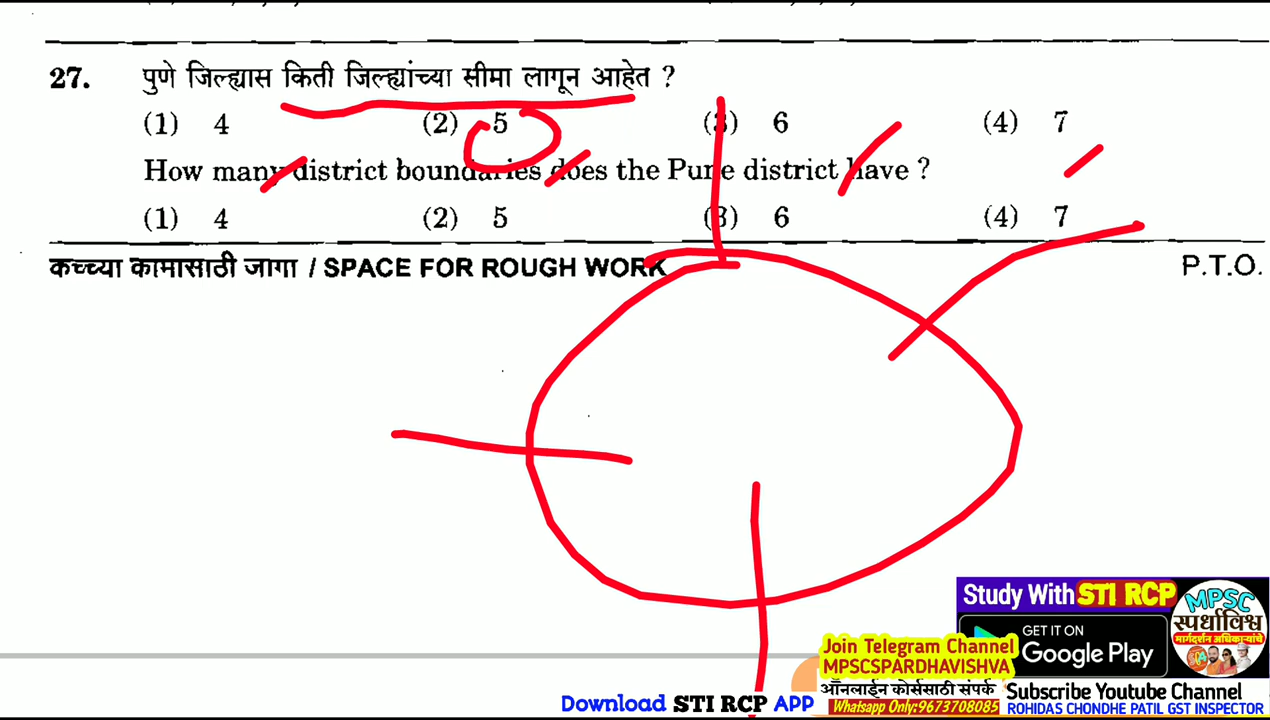 27. पुणे जिल्ह्यास किती जिल्ह्यांच्या सीमा लागून आहेत ?
(1) 4 (2) 5 (3) 6 (4) 7
How many district boundaries does the Pune district have ?
(1) 4 (2) 5 (3) 6 (4) 7
कच्च्या कामासाठी जागा / SPACE FOR ROUGH WORK P.T.O.
Study With STI RCP
GET IT ON
Google Play
MPSC
स्पर्धाविश्व
मार्गदर्शन अधिकाऱ्यांचे
Join Telegram Channel
MPSCSPARDHAVISHVA
ऑनलाईन कोर्ससाठी संपर्क
Whatsapp Only:9673708085
Download STI RCP APP
Subscribe Youtube Channel
ROHIDAS CHONDHE PATIL GST INSPECTOR